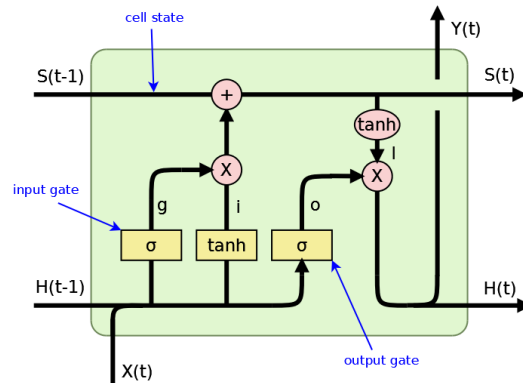 cell state
Y(t)
S(t-1)
S(t)
+
tanh
l
X
X
input gate
g
i
o
σ
tanh
σ
H(t-1)
H(t)
X(t)
output gate